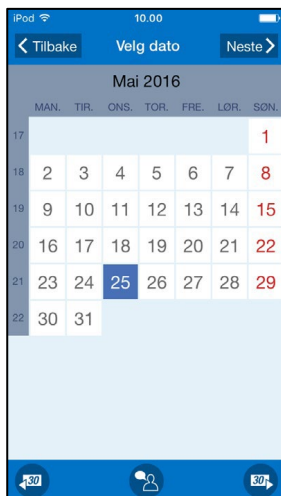 iPod 10.00
Tilbake Velg dato Neste
Mai 2016
MAN. TIR. ONS. TOR. FRE. LØR. SØN.
17 1
18 2 3 4 5 6 7 8
19 9 10 11 12 13 14 15
20 16 17 18 19 20 21 22
21 23 24 25 26 27 28 29
22 30 31
30 30